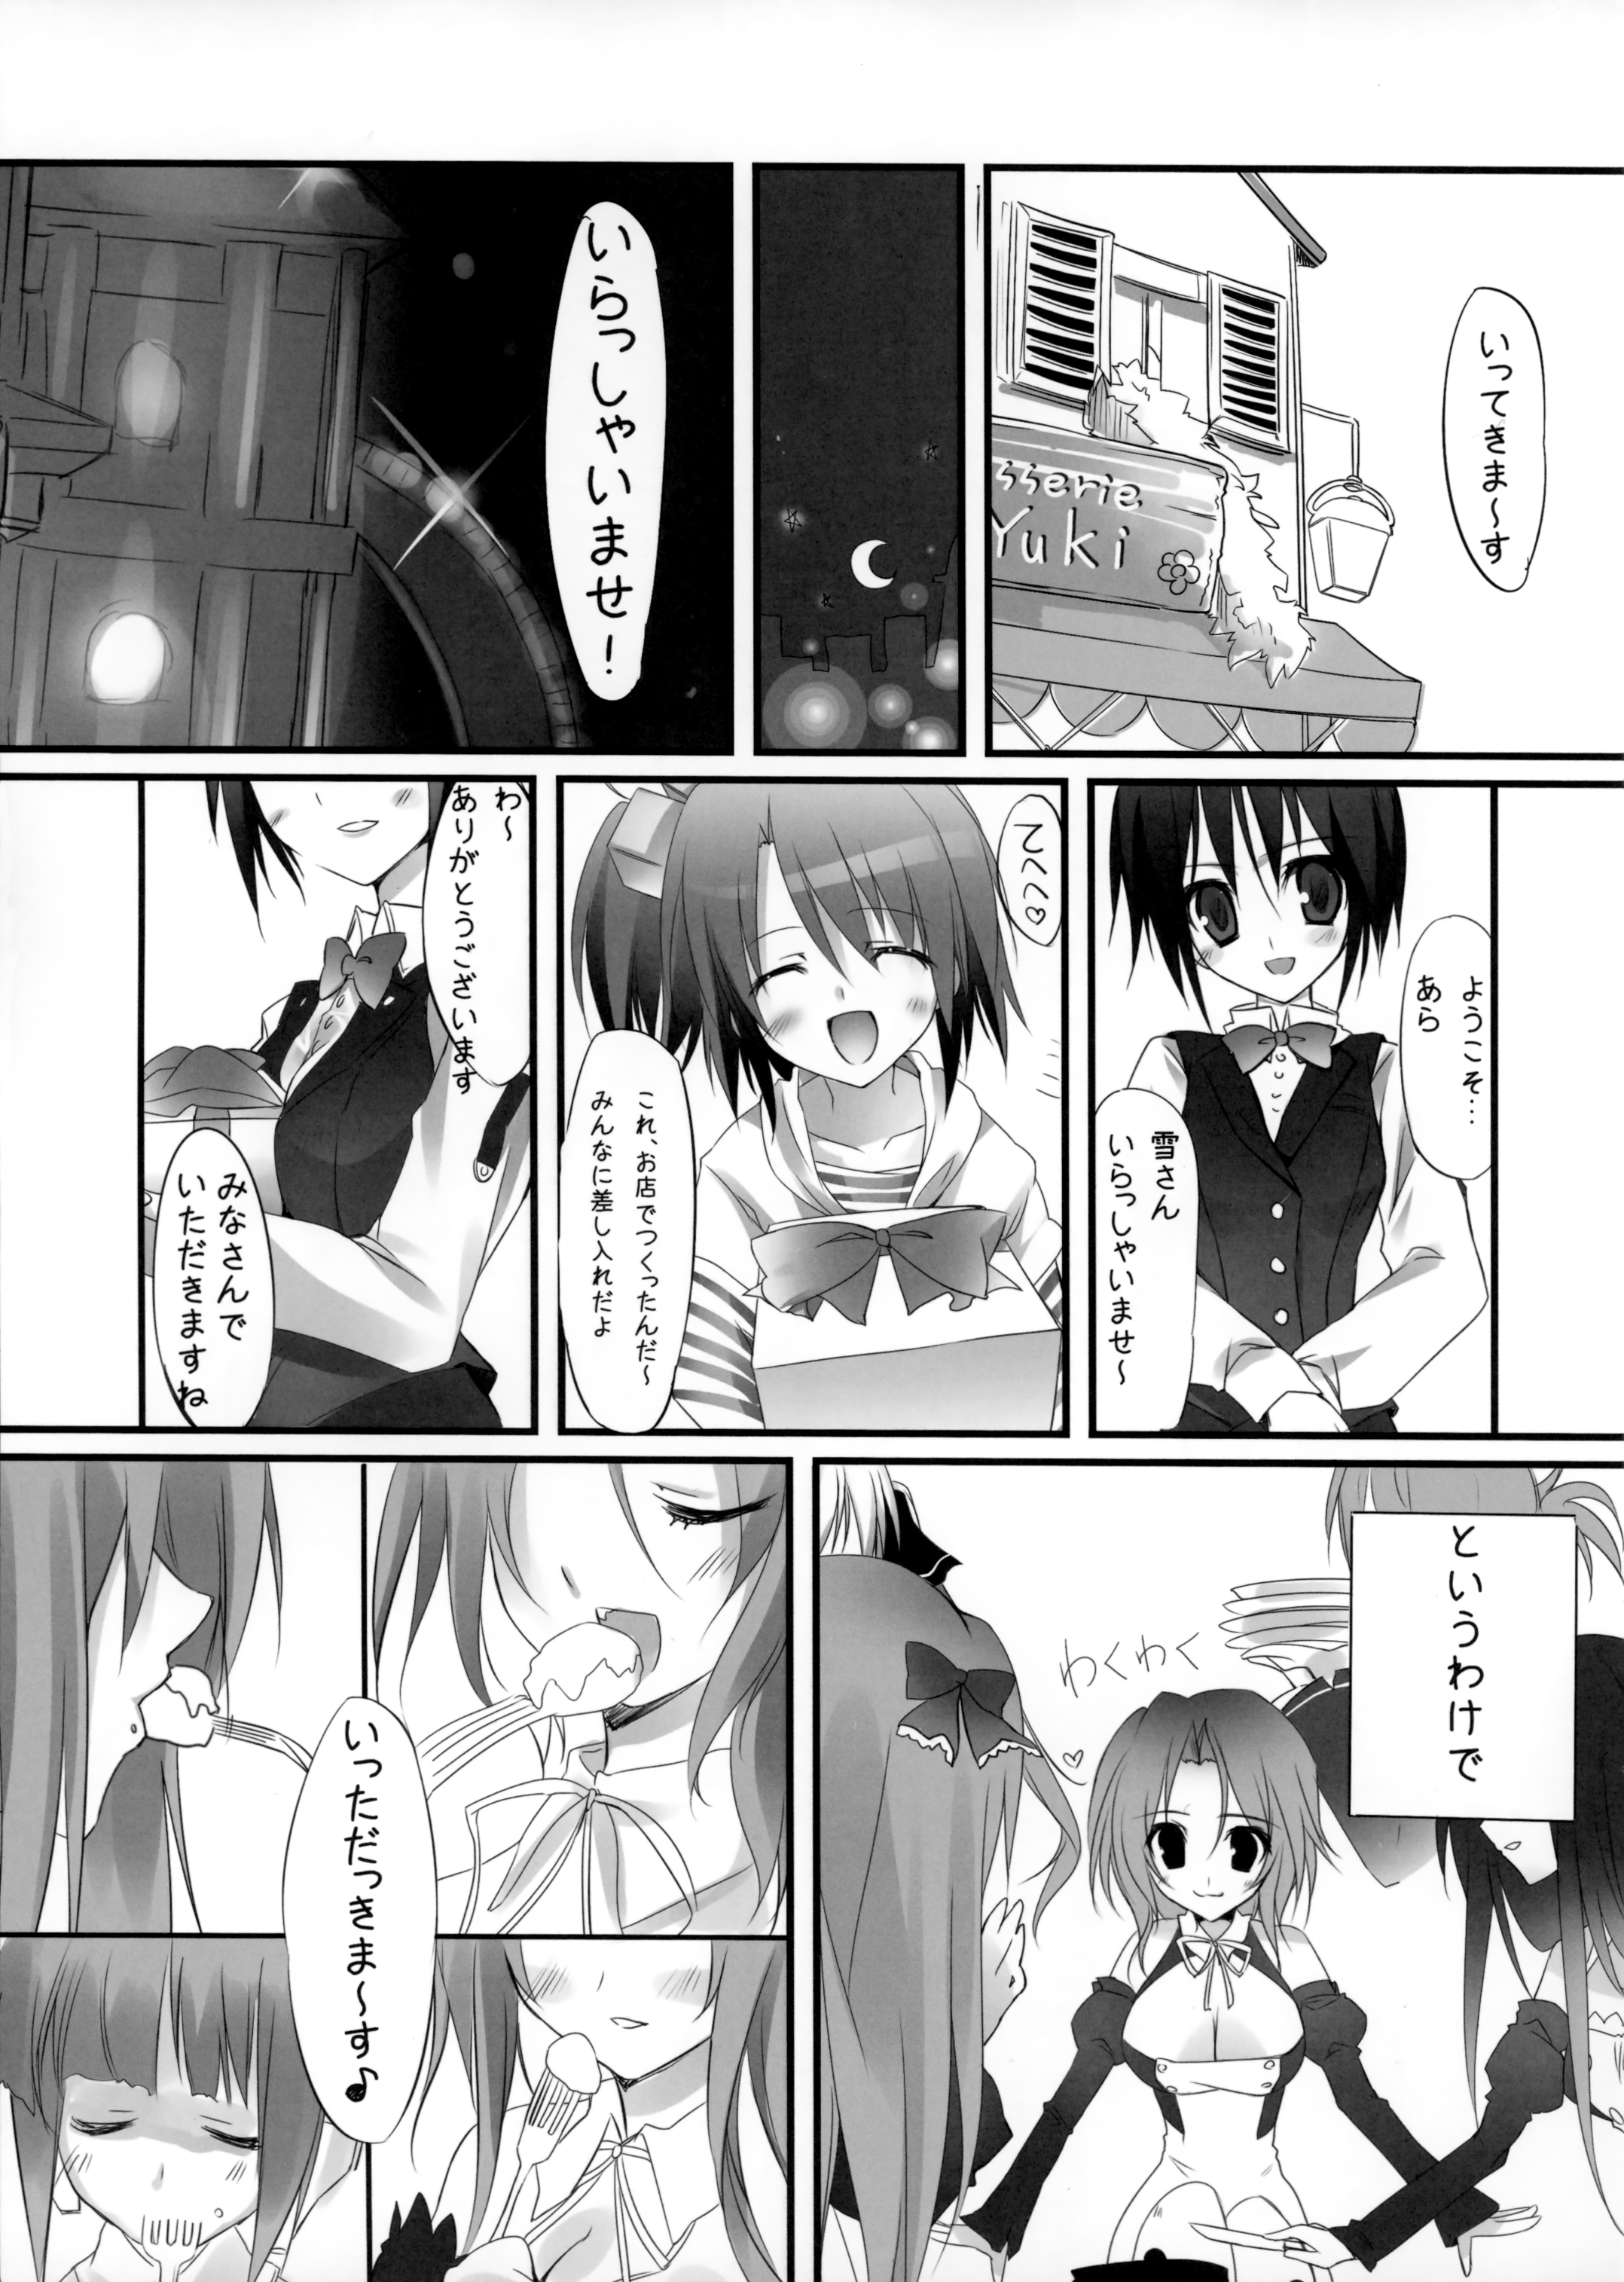 いってきま〜す
sserie
Yuki
いらっしゃいませ！
ようこそ…
あら
雪さん
いらっしゃいませ〜
てへへ♡
これ、お店でつくったんだ〜
みんなに差し入れだよ
わ〜
ありがとうございます
みなさんで
いただきますね
というわけで
わくわく
♡
いっただっきま〜す♪